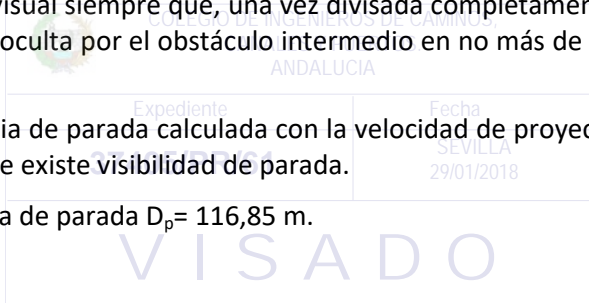 visual siempre que, una vez divisada completamen
COLEGIO DE INGENIEROS DE CAMINOS,
oculta por el obstáculo intermedio en no más de
ANDALUCIA
Expediente Fecha
ia de parada calculada con la velocidad de proyec
SEVILLA
e existe visibilidad de parada.
29/01/2018
a de parada Dp= 116,85 m.
VISADO